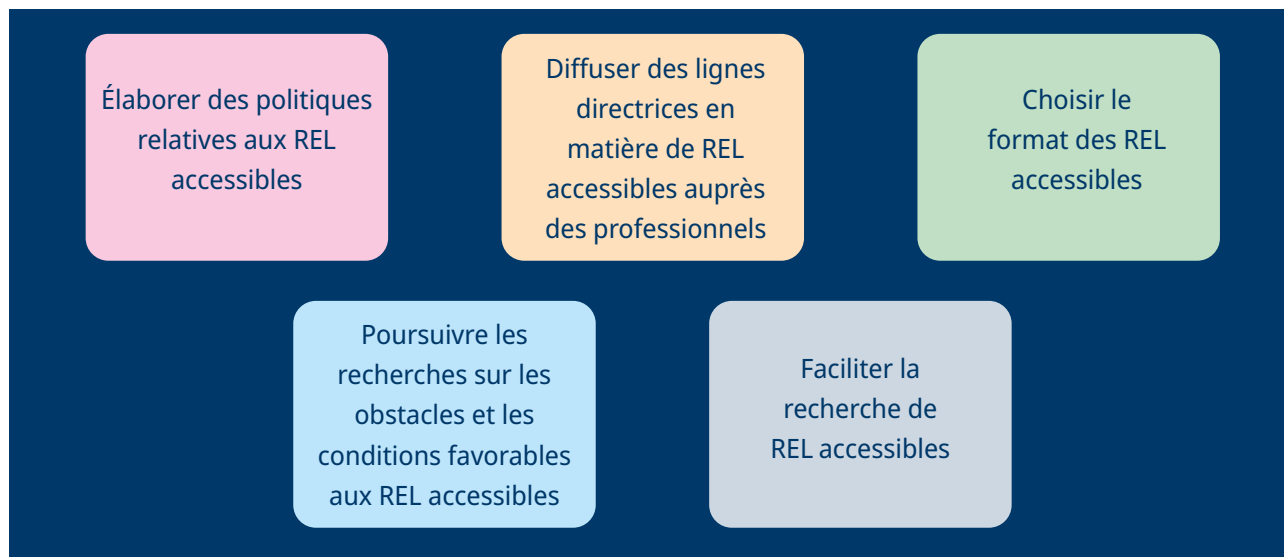 Élaborer des politiques
relatives aux REL
accessibles
Diffuser des lignes
directrices en
matière de REL
accessibles auprès
des professionnels
Choisir le
format des REL
accessibles
Poursuivre les
recherches sur les
obstacles et les
conditions favorables
aux REL accessibles
Faciliter la
recherche de
REL accessibles